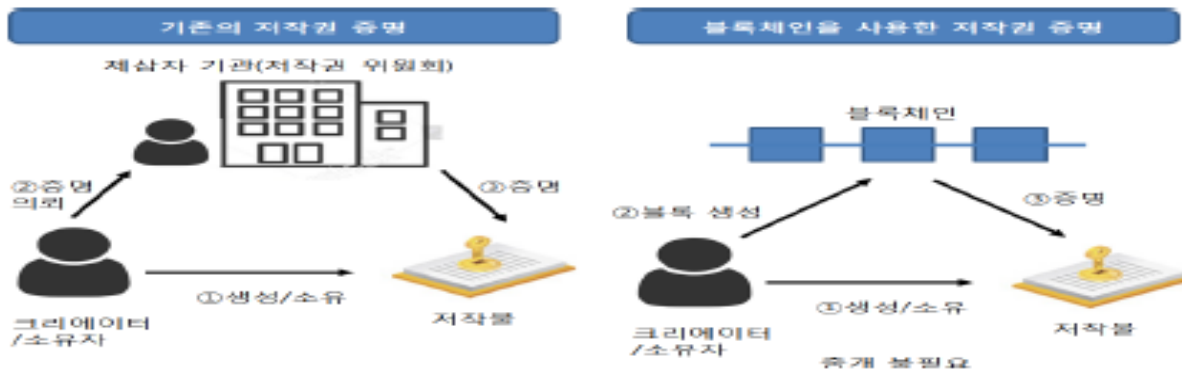 기존의 저작권 증명
제삼자 기관(저작권 위원회)
②증명
의뢰
③증명
①생성/소유
크리에이터
/소유자
저작물
블록체인을 사용한 저작권 증명
블록체인
②블록 생성
③증명
①생성/소유
크리에이터
/소유자
저작물
중개 불필요